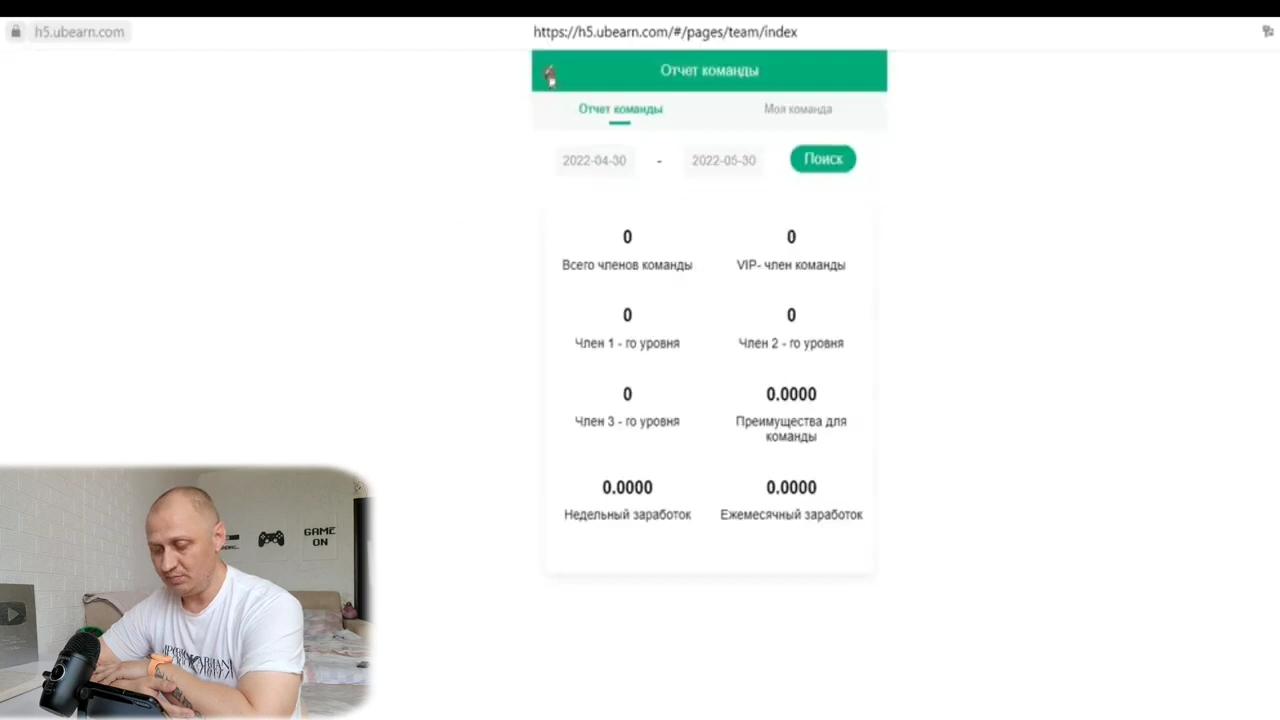 h5.ubearn.com
https://h5.ubearn.com/#/pages/team/index
Отчет команды
Отчет команды
Моя команда
2022-04-30
-
2022-05-30
Поиск
0
0
Всего членов команды
VIP- член команды
0
0
Член 1 - го уровня
Член 2 - го уровня
0
0.0000
Член 3 - го уровня
Преимущества для
команды
0.0000
0.0000
Недельный заработок
Ежемесячный заработок
GAME
ON